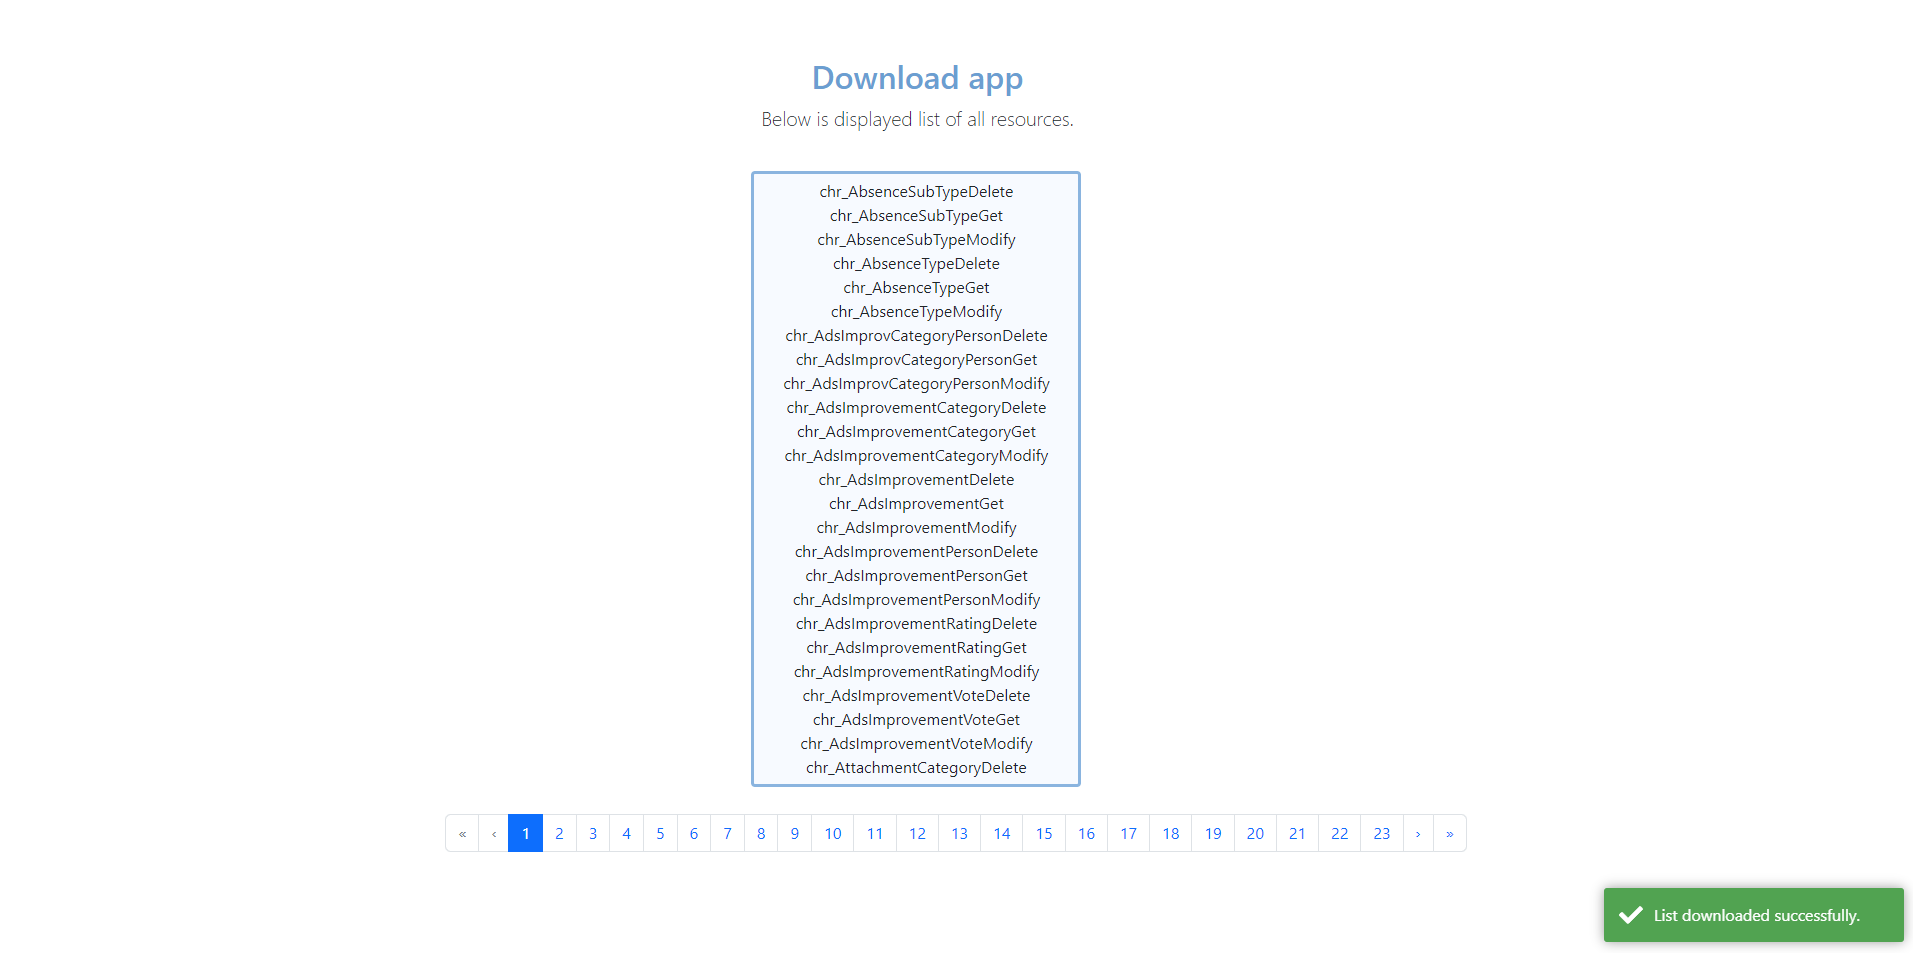 Download app
Below is displayed list of all resources.
chr_AbsenceSubTypeDelete
chr_AbsenceSubTypeGet
chr_AbsenceSubTypeModify
chr_AbsenceTypeDelete
chr_AbsenceTypeGet
chr_AbsenceTypeModify
chr_AdsImprovCategoryPersonDelete
chr_AdsImprovCategoryPersonGet
chr_AdsImprovCategoryPersonModify
chr_AdsImprovementCategoryDelete
chr_AdsImprovementCategoryGet
chr_AdsImprovementCategoryModify
chr_AdsImprovementDelete
chr_AdsImprovementGet
chr_AdsImprovementModify
chr_AdsImprovementPersonDelete
chr_AdsImprovementPersonGet
chr_AdsImprovementPersonModify
chr_AdsImprovementRatingDelete
chr_AdsImprovementRatingGet
chr_AdsImprovementRatingModify
chr_AdsImprovementVoteDelete
chr_AdsImprovementVoteGet
chr_AdsImprovementVoteModify
chr_AttachmentCategoryDelete
« ‹ 1 2 3 4 5 6 7 8 9 10 11 12 13 14 15 16 17 18 19 20 21 22 23 › »
List downloaded successfully.